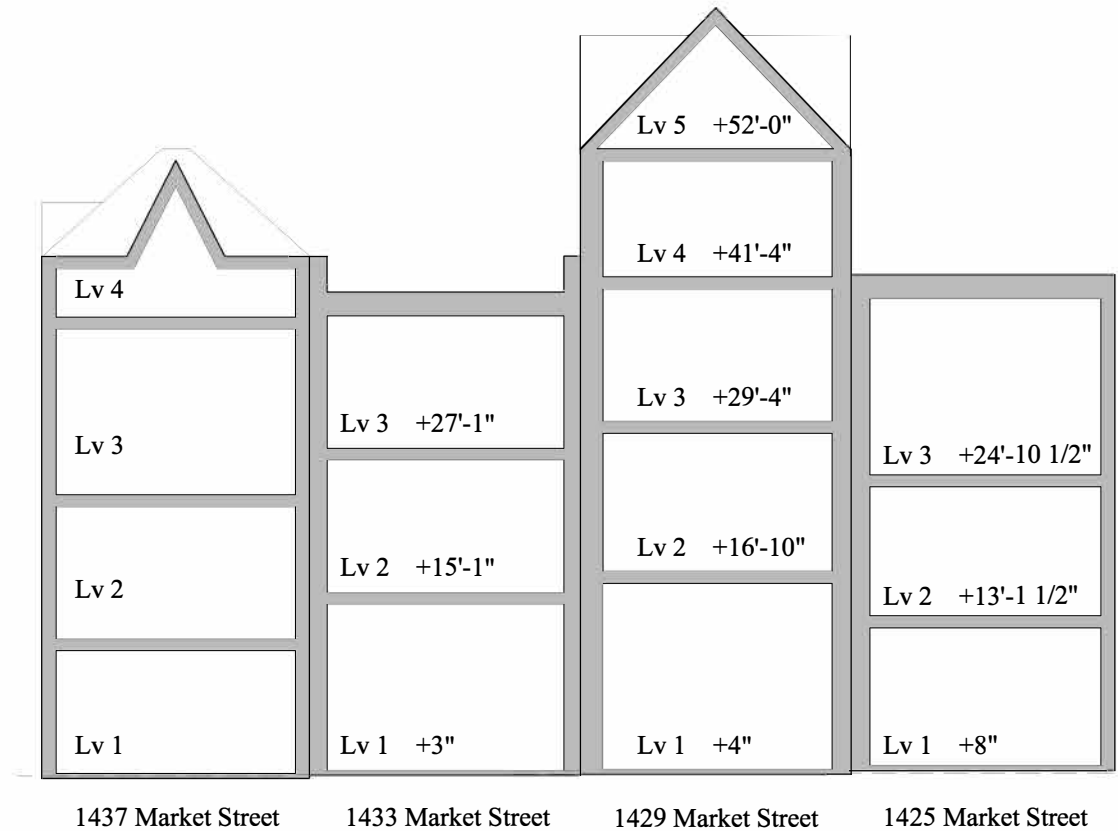 Lv 5 +52'-0"
Lv 4 +41'-4"
Lv 4
Lv 3 +29'-4"
Lv 3 +27'-1"
Lv 3
Lv 3 +24'-10 1/2"
Lv 2 +16'-10"
Lv 2 +15'-1"
Lv 2
Lv 2 +13'-1 1/2"
Lv 1
Lv 1 +3"
Lv 1 +4"
Lv 1 +8"
1437 Market Street
1433 Market Street
1429 Market Street
1425 Market Street